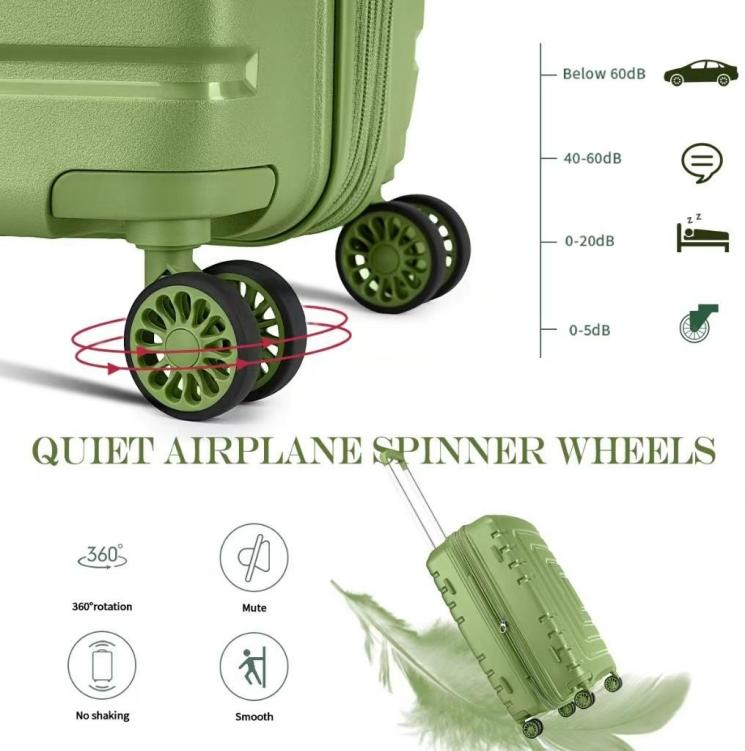 Below 60dB
40-60dB
z z
0-20dB
0-5dB
QUIET AIRPLANE SPINNER WHEELS
360°
360°rotation
Mute
No shaking
Smooth